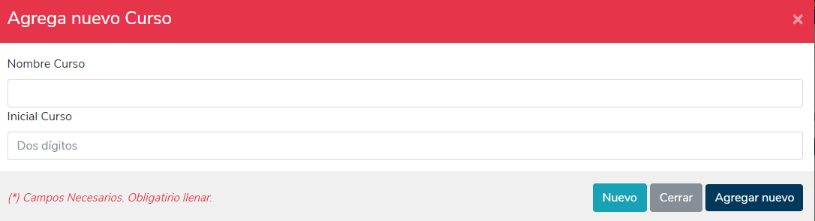 Agrega nuevo Curso
×
Nombre Curso
Inicial Curso
Dos dígitos
(*) Campos Necesarios. Obligatirio llenar.
Nuevo Cerrar Agregar nuevo